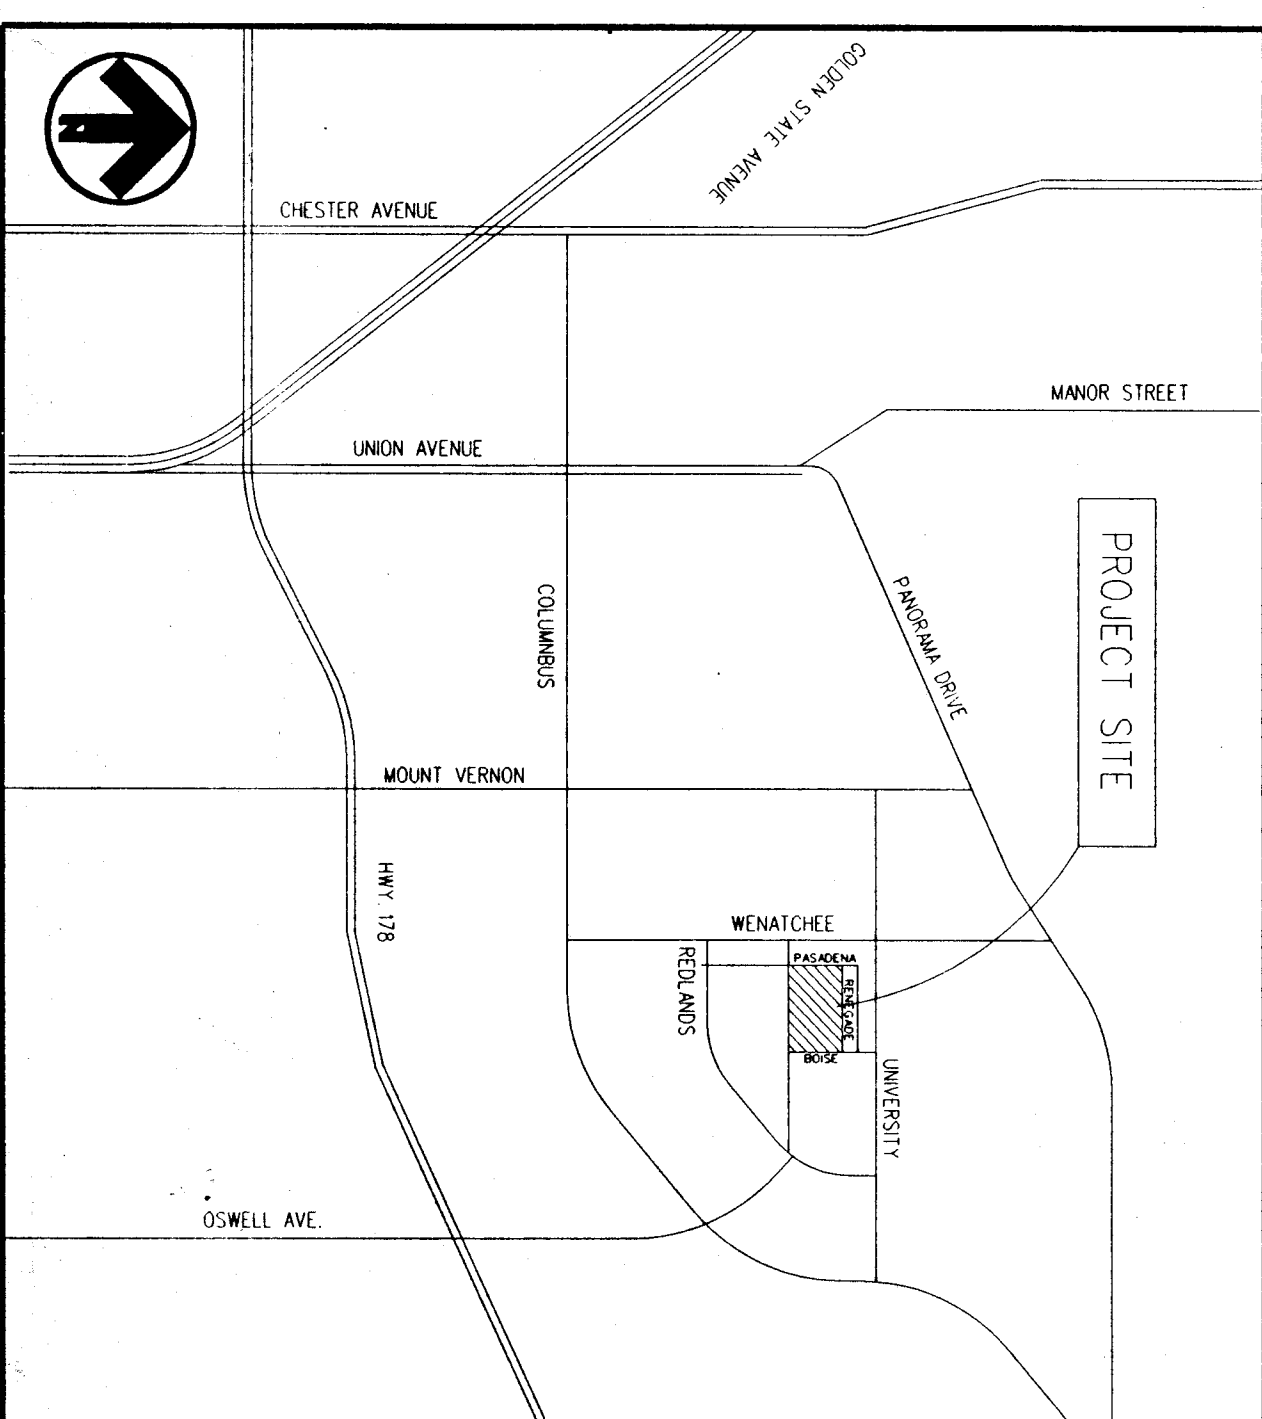 N
GOLDEN STATE AVENUE
CHESTER AVENUE
MANOR STREET
UNION AVENUE
PROJECT SITE
PANORAMA DRIVE
COLUMNBUS
MOUNT VERNON
HWY. 178
WENATCHEE
REDLANDS
PASADENA
RENEGADE
BOISE
UNIVERSITY
OSWELL AVE.